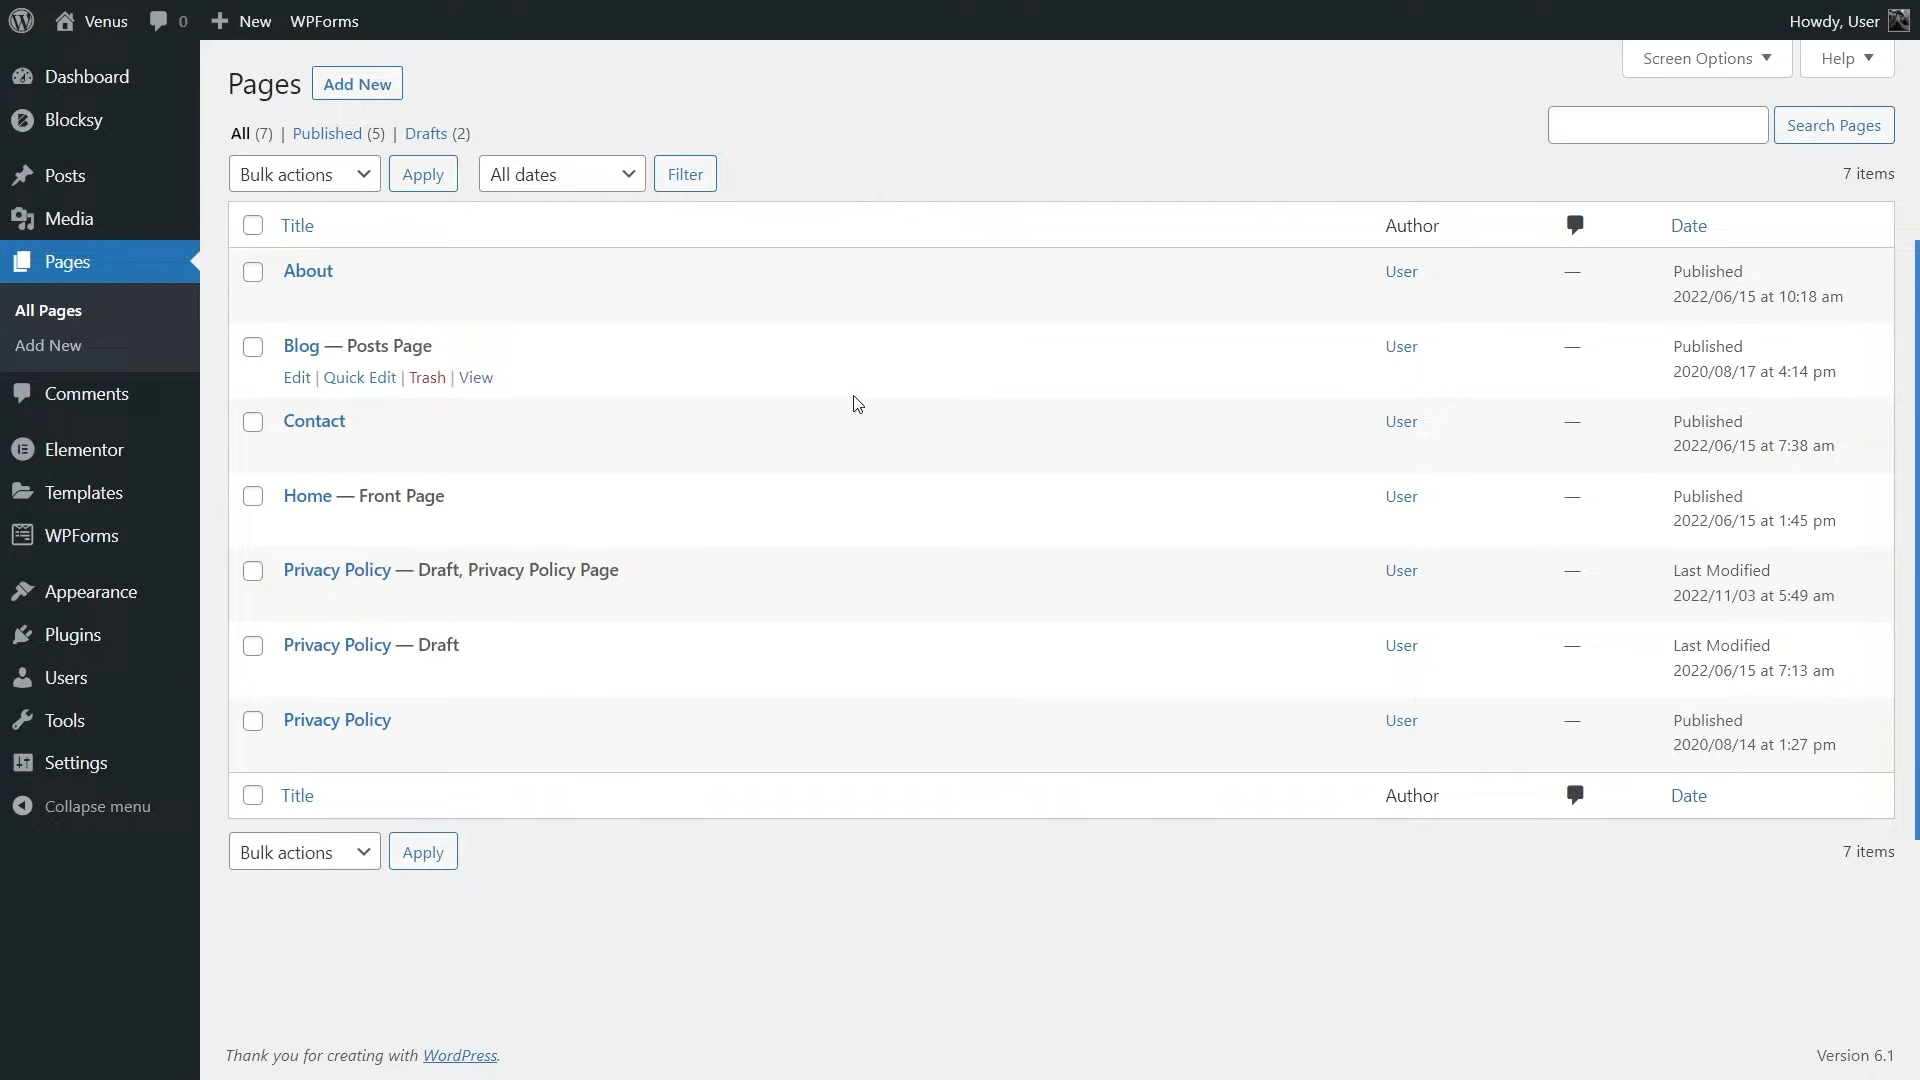 Venus 0 New WPForms Howdy, User
Dashboard
Blocksy
Posts
Media
Pages
All Pages
Add New
Comments
Elementor
Templates
WPForms
Appearance
Plugins
Users
Tools
Settings
Collapse menu
Screen Options Help
Pages Add New
All (7) | Published (5) | Drafts (2)
Search Pages
Bulk actions Apply All dates Filter 7 items
Title Author Date
About User — Published
2022/06/15 at 10:18 am
Blog — Posts Page User — Published
Edit | Quick Edit | Trash | View 2020/08/17 at 4:14 pm
Contact User — Published
2022/06/15 at 7:38 am
Home — Front Page User — Published
2022/06/15 at 1:45 pm
Privacy Policy — Draft, Privacy Policy Page User — Last Modified
2022/11/03 at 5:49 am
Privacy Policy — Draft User — Last Modified
2022/06/15 at 7:13 am
Privacy Policy User — Published
2020/08/14 at 1:27 pm
Title Author Date
Bulk actions Apply 7 items
Thank you for creating with WordPress. Version 6.1